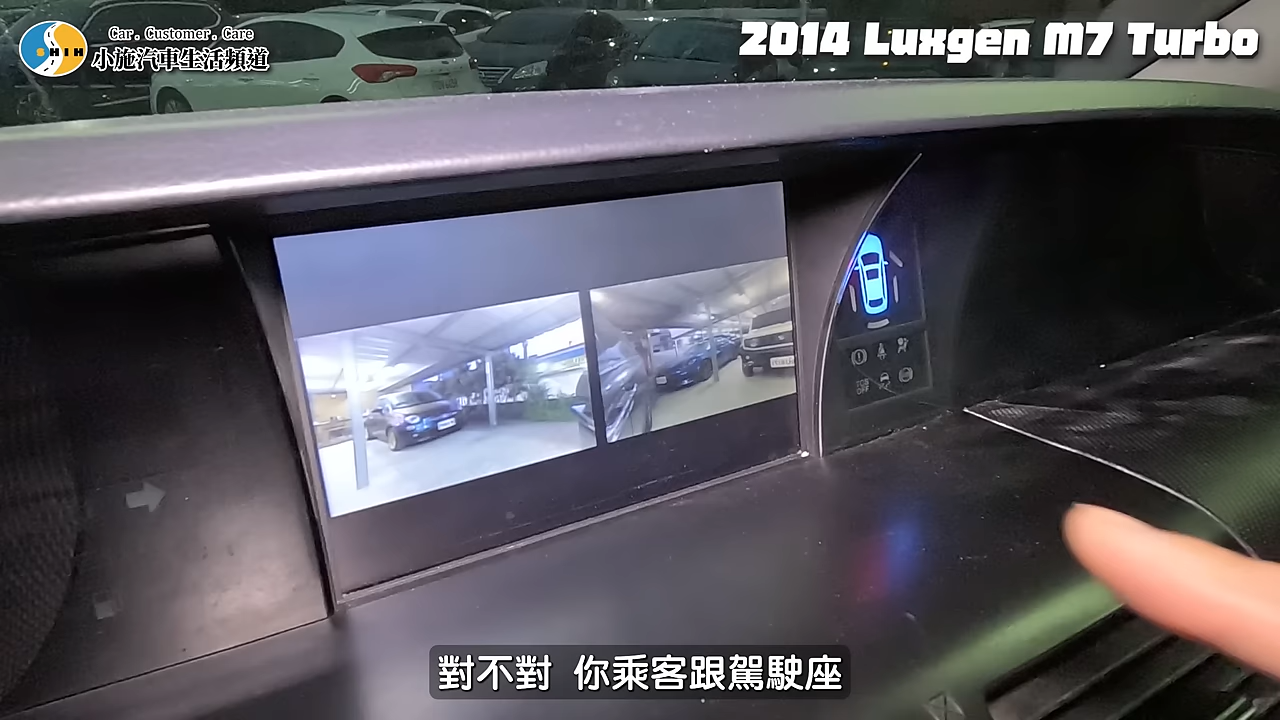 Car. Customer. Care
SHIH
小施汽車生活頻道
2014 Luxgen M7 Turbo
對不對 你乘客跟駕駛座